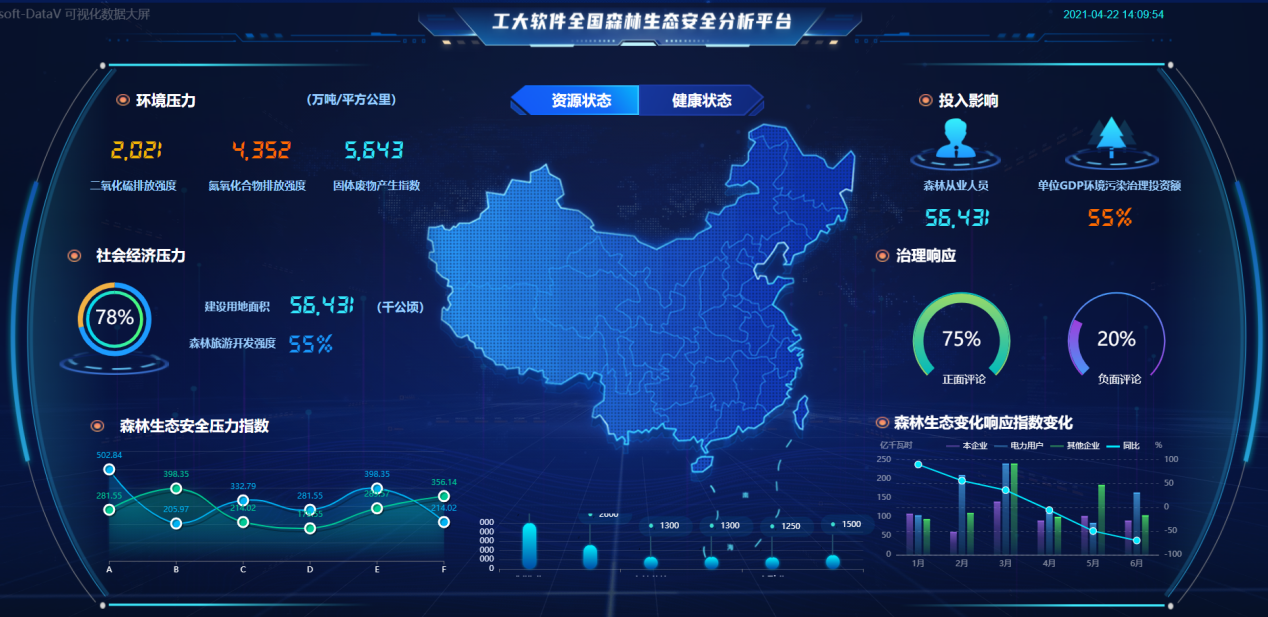 soft-DataV 可视化数据大屏
工大软件全国森林生态安全分析平台
2021-04-22 14:09:54
环境压力
(万吨/平方公里)
2,021
4,352
5,643
二氧化硫排放强度
氮氧化合物排放强度
固体废物产生指数
社会经济压力
78%
建设用地面积
56,431
(千公顷)
森林旅游开发强度
55%
森林生态安全压力指数
502.84
398.35
332.79
398.35
356.14
281.55
205.97
214.02
281.55
214.02
A
B
C
D
E
F
资源状态
健康状态
000
000
000
000
000
0
2600
1300
1300
1250
1500
投入影响
森林从业人员
单位GDP环境污染治理投资额
56,431
55%
治理响应
75%
正面评论
20%
负面评论
森林生态变化响应指数变化
亿千瓦时
本企业
电力用户
其他企业
同比
%
250
200
150
100
50
0
100
50
0
-50
-100
1月
2月
3月
4月
5月
6月